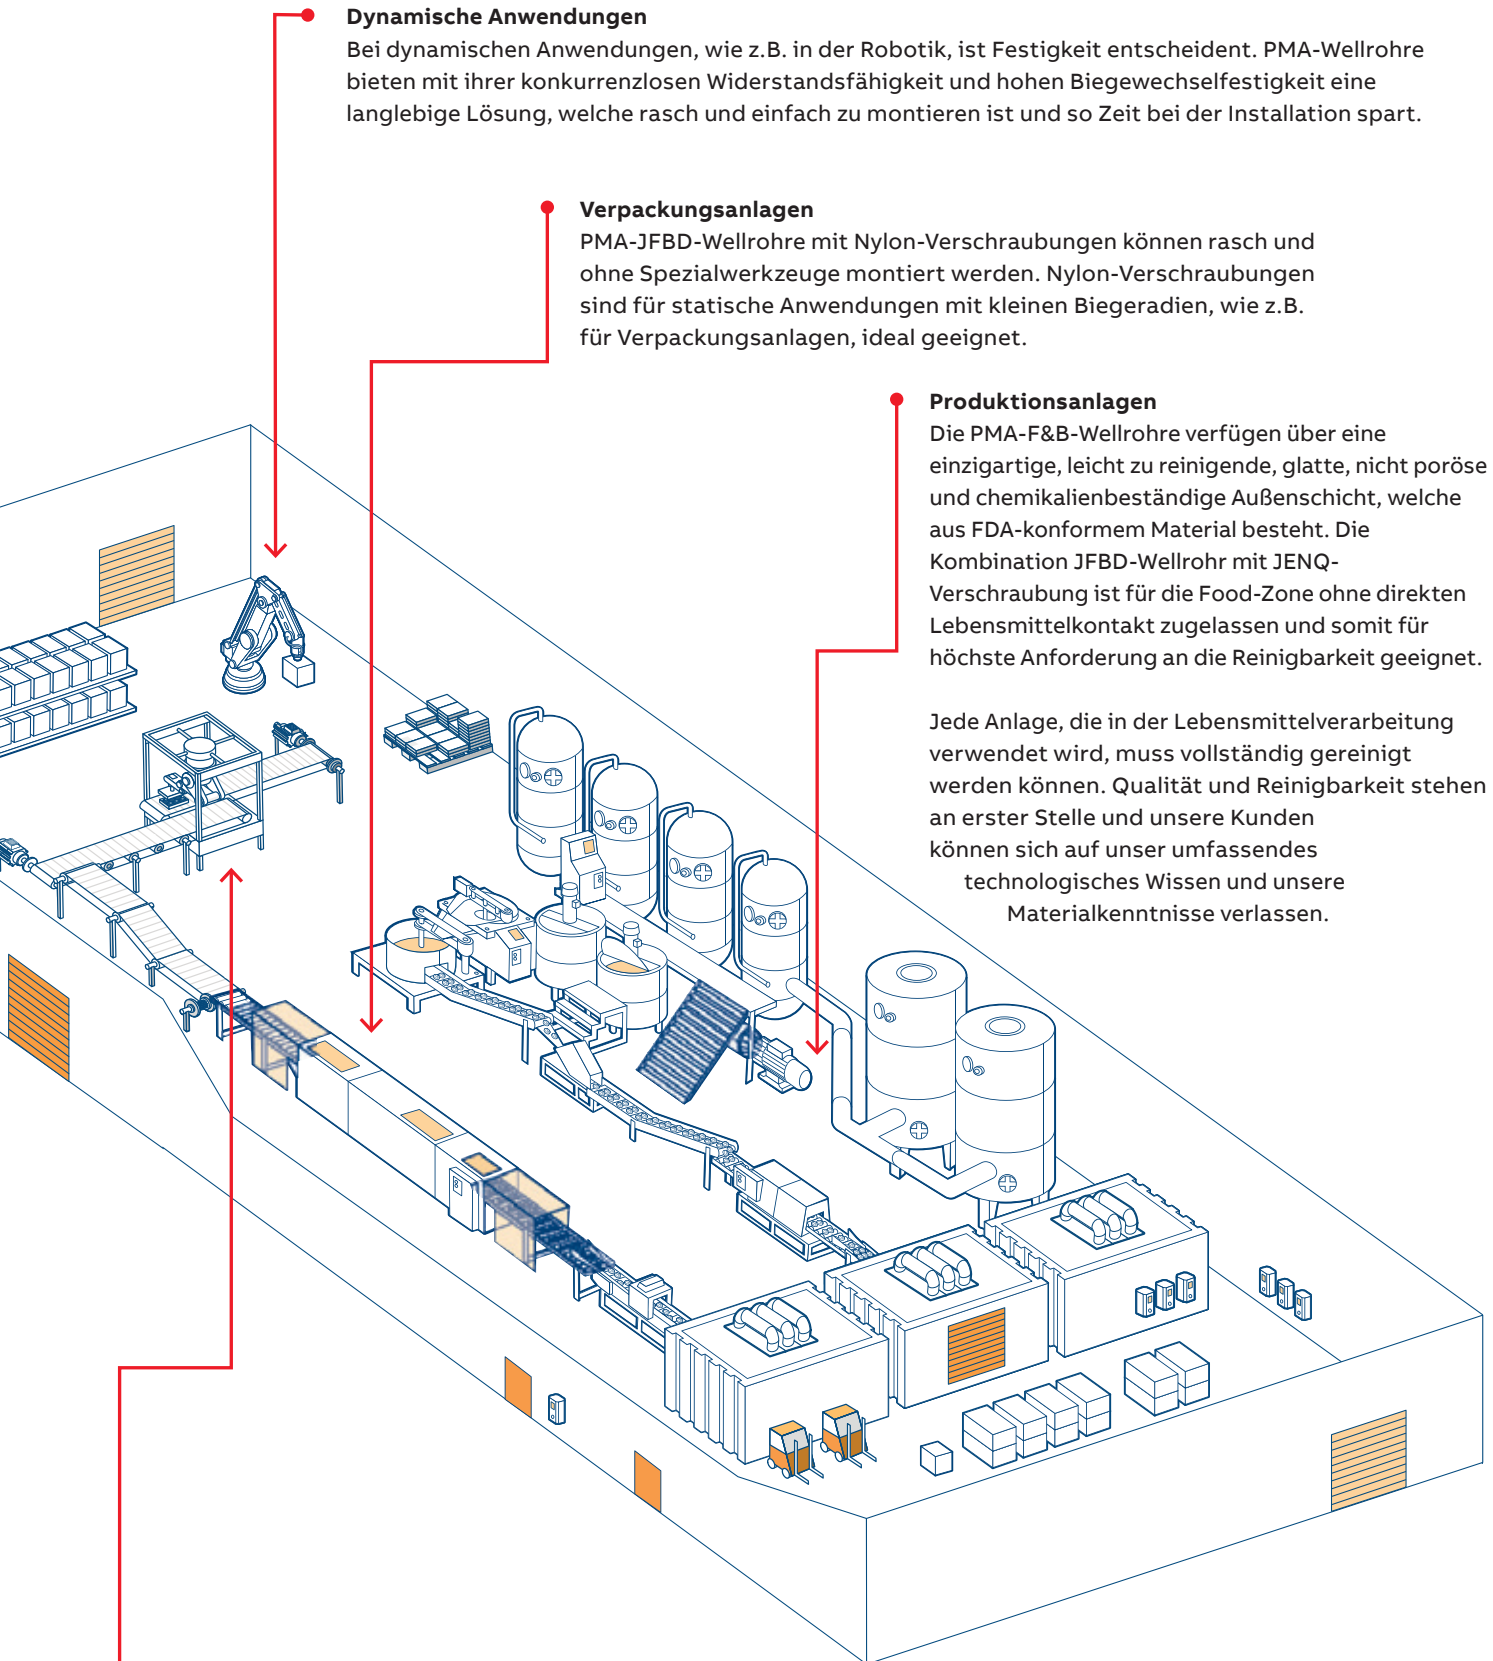 Dynamische Anwendungen
Bei dynamischen Anwendungen, wie z.B. in der Robotik, ist Festigkeit entscheident. PMA-Wellrohre
bieten mit ihrer konkurrenzlosen Widerstandsfähigkeit und hohen Biegewechselfestigkeit eine
langlebige Lösung, welche rasch und einfach zu montieren ist und so Zeit bei der Installation spart.
Verpackungsanlagen
PMA-JFBD-Wellrohre mit Nylon-Verschraubungen können rasch und
ohne Spezialwerkzeuge montiert werden. Nylon-Verschraubungen
sind für statische Anwendungen mit kleinen Biegeradien, wie z.B.
für Verpackungsanlagen, ideal geeignet.
Produktionsanlagen
Die PMA-F&B-Wellrohre verfügen über eine
einzigartige, leicht zu reinigende, glatte, nicht poröse
und chemikalienbeständige Außenschicht, welche
aus FDA-konformem Material besteht. Die
Kombination JFBD-Wellrohr mit JENQ-
Verschraubung ist für die Food-Zone ohne direkten
Lebensmittelkontakt zugelassen und somit für
höchste Anforderung an die Reinigbarkeit geeignet.
Jede Anlage, die in der Lebensmittelverarbeitung
verwendet wird, muss vollständig gereinigt
werden können. Qualität und Reinigbarkeit stehen
an erster Stelle und unsere Kunden
können sich auf unser umfassendes
technologisches Wissen und unsere
Materialkenntnisse verlassen.